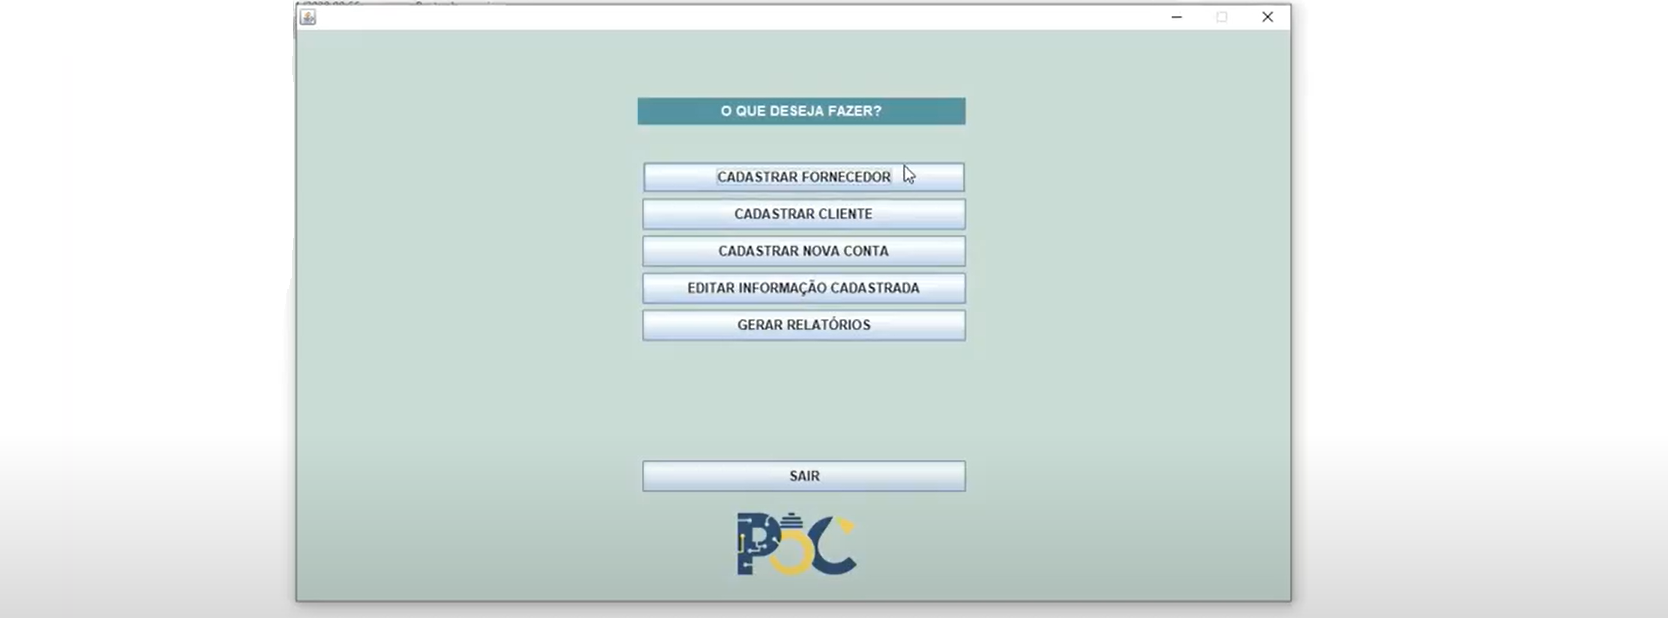 O QUE DESEJA FAZER?
CADASTRAR FORNECEDOR
CADASTRAR CLIENTE
CADASTRAR NOVA CONTA
EDITAR INFORMAÇÃO CADASTRADA
GERAR RELATÓRIOS
SAIR
POC